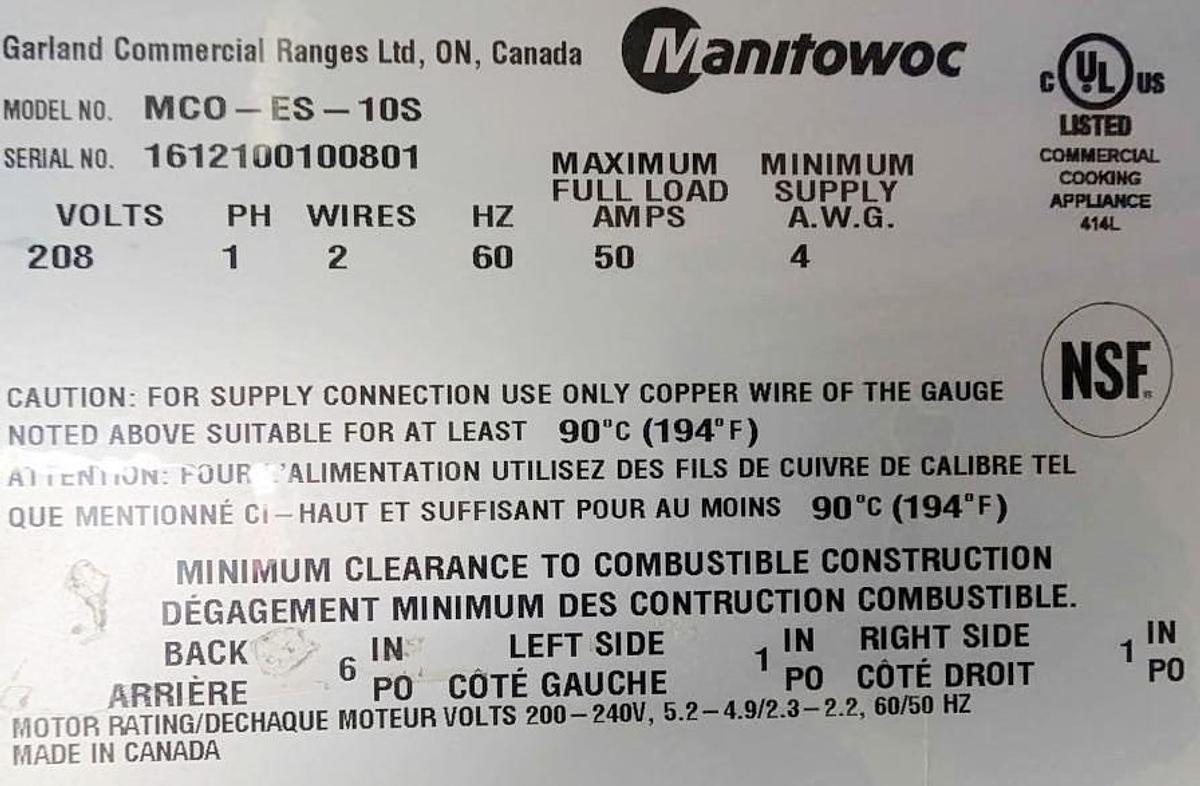 Garland Commercial Ranges Ltd, ON, Canada
Manitowoc
MODEL NO. MCO – ES – 10S
SERIAL NO. 1612100100801
C UL US
LISTED
COMMERCIAL
COOKING
APPLIANCE
414L
VOLTS PH WIRES HZ MAXIMUM FULL LOAD AMPS MINIMUM SUPPLY A.W.G.
208 1 2 60 50 4
NSF
CAUTION: FOR SUPPLY CONNECTION USE ONLY COPPER WIRE OF THE GAUGE
NOTED ABOVE SUITABLE FOR AT LEAST 90°C (194°F)
ATTENTION: POUR L'ALIMENTATION UTILISEZ DES FILS DE CUIVRE DE CALIBRE TEL
QUE MENTIONNÉ CI–HAUT ET SUFFISANT POUR AU MOINS 90°C (194°F)
MINIMUM CLEARANCE TO COMBUSTIBLE CONSTRUCTION
DÉGAGEMENT MINIMUM DES CONTRUCTION COMBUSTIBLE.
BACK 6 IN LEFT SIDE 1 IN RIGHT SIDE 1 IN
ARRIÈRE PO CÔTÉ GAUCHE PO CÔTÉ DROIT PO
MOTOR RATING/DECHAQUE MOTEUR VOLTS 200–240V, 5.2–4.9/2.3–2.2, 60/50 HZ
MADE IN CANADA